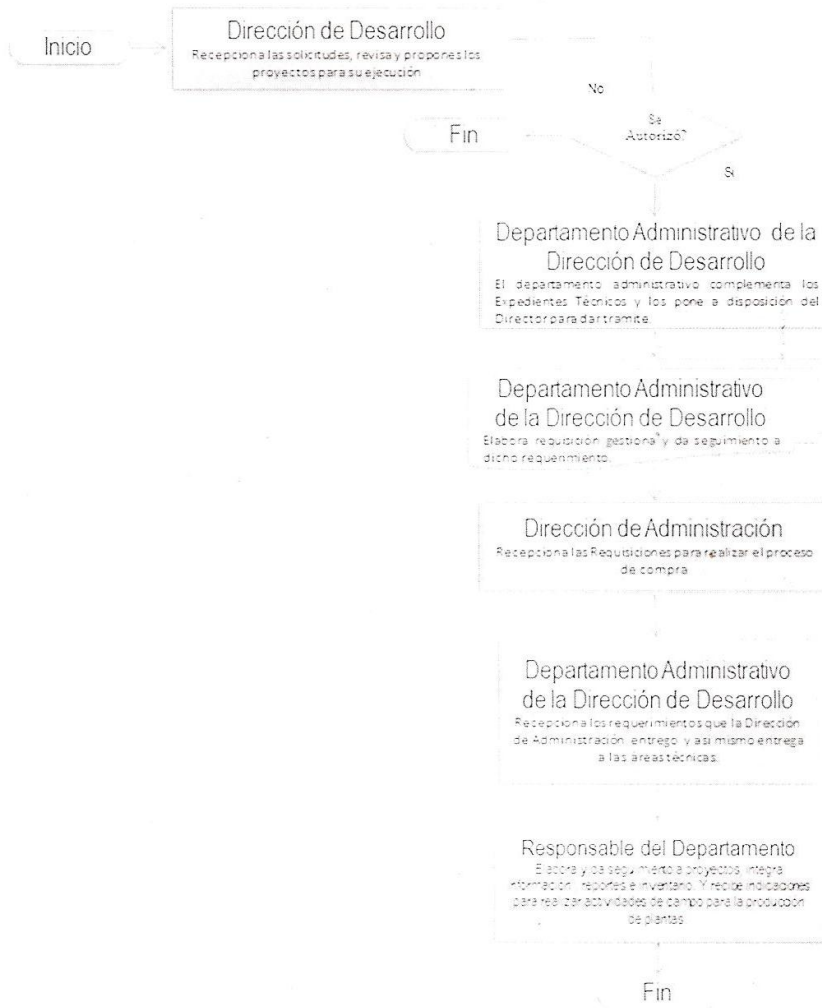 Inicio
Dirección de Desarrollo
Recepciona las solicitudes, revisa y propones los
proyectos para su ejecución
No
Se
Autorizó?
Fin
Si
Departamento Administrativo de la
Dirección de Desarrollo
El departamento administrativo complementa los
Expedientes Técnicos y los pone a disposición del
Director para dar tramite.
Departamento Administrativo
de la Dirección de Desarrollo
Elabora requisición gestiona y da seguimiento a
dicho requerimiento.
Dirección de Administración
Recepciona las Requisiciones para realizar el proceso
de compra
Departamento Administrativo
de la Dirección de Desarrollo
Recepciona los requerimientos que la Dirección
de Administración entrego y asi mismo entrega
a las áreas técnicas.
Responsable del Departamento
Elabora y da seguimiento a proyectos, integra
información, reportes e inventario. Y recibe indicaciones
para realizar actividades de campo para la producción
de plantas
Fin